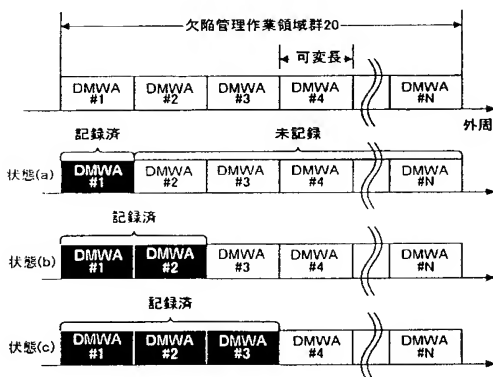 欠陥管理作業領域群20
可変長
DMWA #1 DMWA #2 DMWA #3 DMWA #4 DMWA #N
外周
記録済 未記録
状態(a) DMWA #1 DMWA #2 DMWA #3 DMWA #4 DMWA #N
記録済
状態(b) DMWA #1 DMWA #2 DMWA #3 DMWA #4 DMWA #N
記録済
状態(c) DMWA #1 DMWA #2 DMWA #3 DMWA #4 DMWA #N